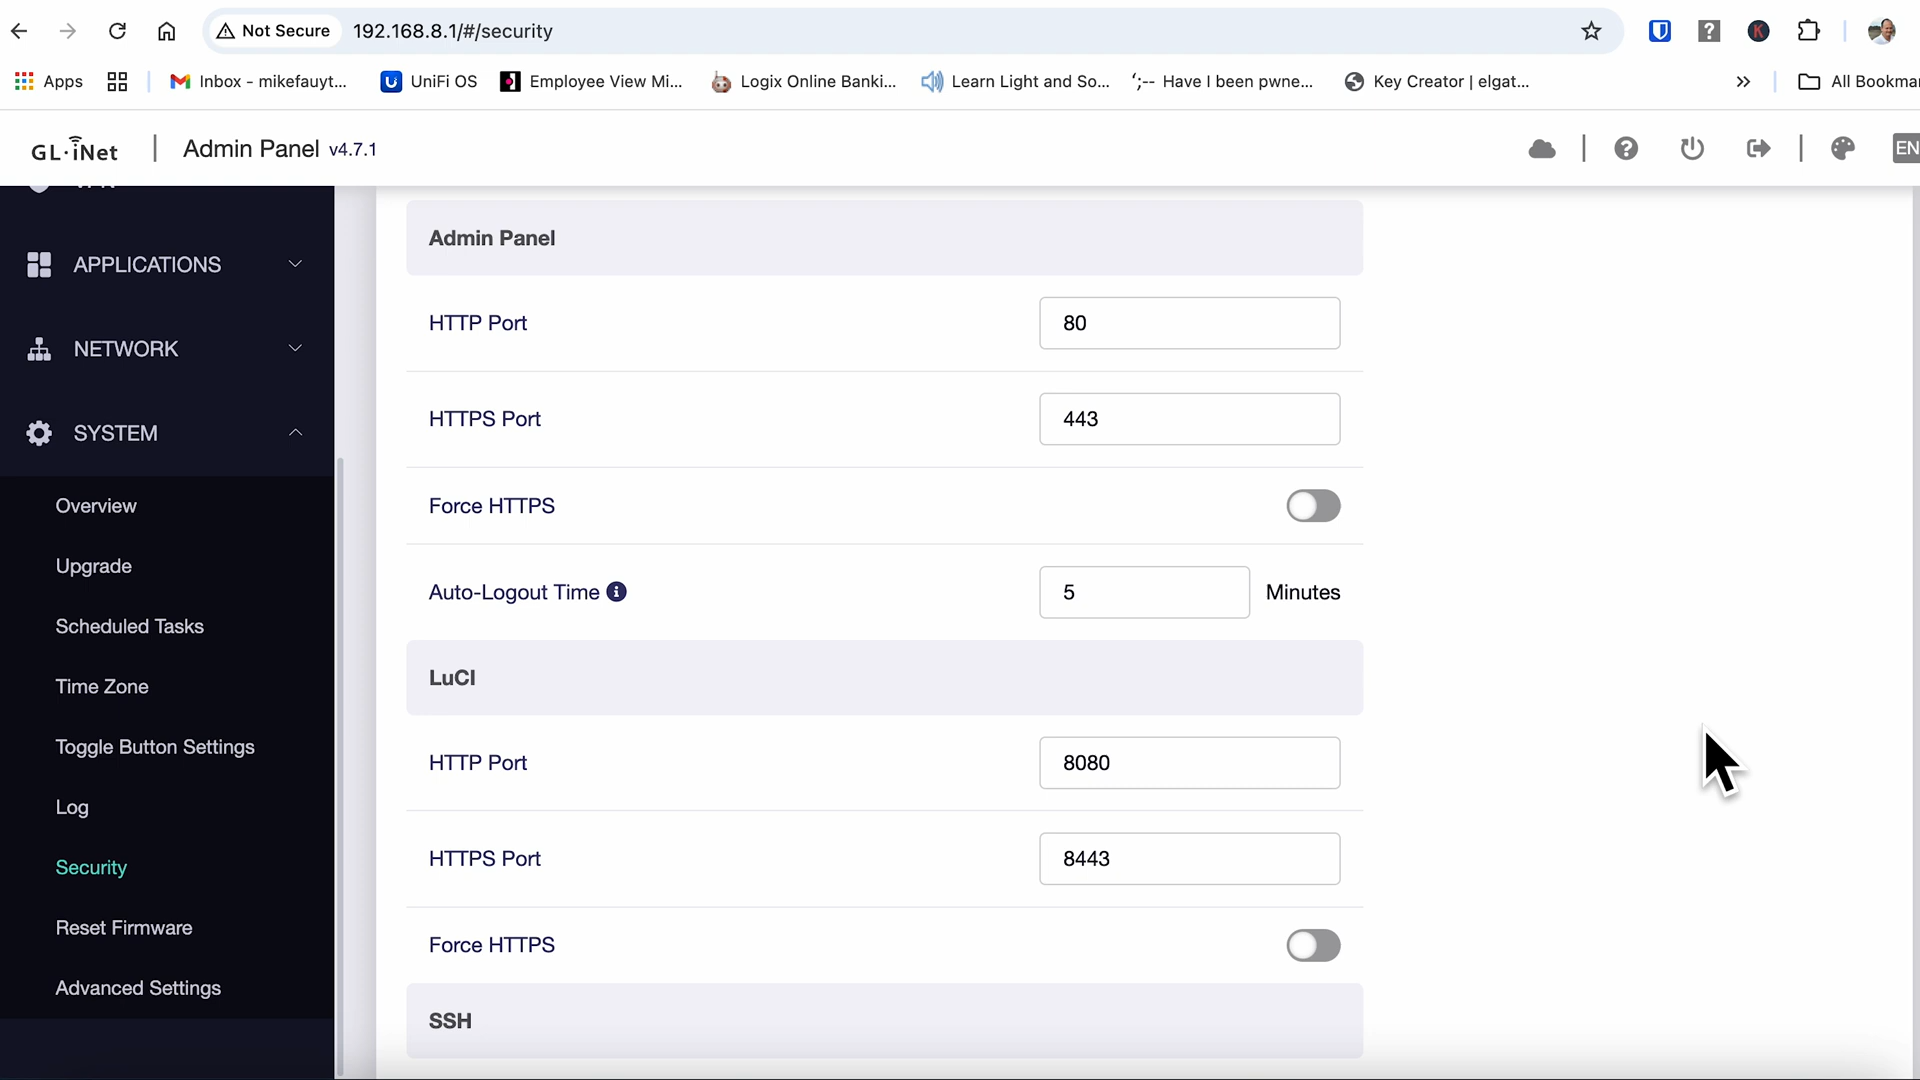 Not Secure
192.168.8.1/#/security
Apps
Inbox - mikefauyt...
UniFi OS
Employee View Mi...
Logix Online Banki...
Learn Light and So...
';-- Have I been pwne...
Key Creator | elgat...
All Bookmar
GL·iNet
Admin Panel v4.7.1
EN
VPN
APPLICATIONS
NETWORK
SYSTEM
Overview
Upgrade
Scheduled Tasks
Time Zone
Toggle Button Settings
Log
Security
Reset Firmware
Advanced Settings
Admin Panel
HTTP Port 80
HTTPS Port 443
Force HTTPS
Auto-Logout Time 5 Minutes
LuCI
HTTP Port 8080
HTTPS Port 8443
Force HTTPS
SSH